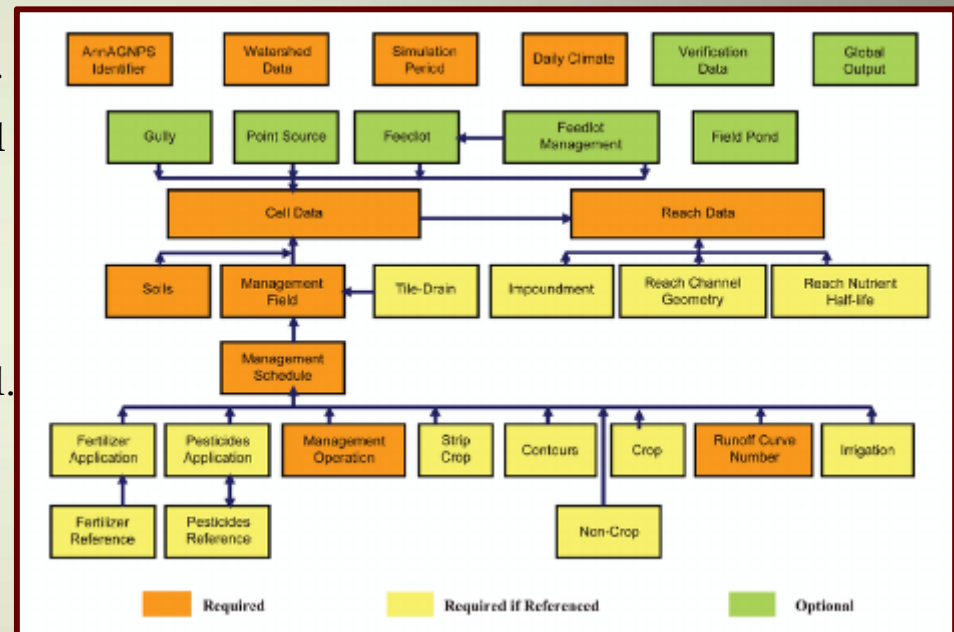 .
l
l.
AnnAGNPS
Identifier
Watershed
Data
Simulation
Period
Daily Climate
Verification
Data
Global
Output
Gully
Point Source
Feedlot
Feedlot
Management
Field Pond
Cell Data
Reach Data
Soils
Management
Field
Tile-Drain
Impoundment
Reach Channel
Geometry
Reach Nutrient
Half-life
Management
Schedule
Fertilizer
Application
Pesticides
Application
Management
Operation
Strip
Crop
Contours
Crop
Runoff Curve
Number
Irrigation
Fertilizer
Reference
Pesticides
Reference
Non-Crop
Required
Required if Referenced
Optional